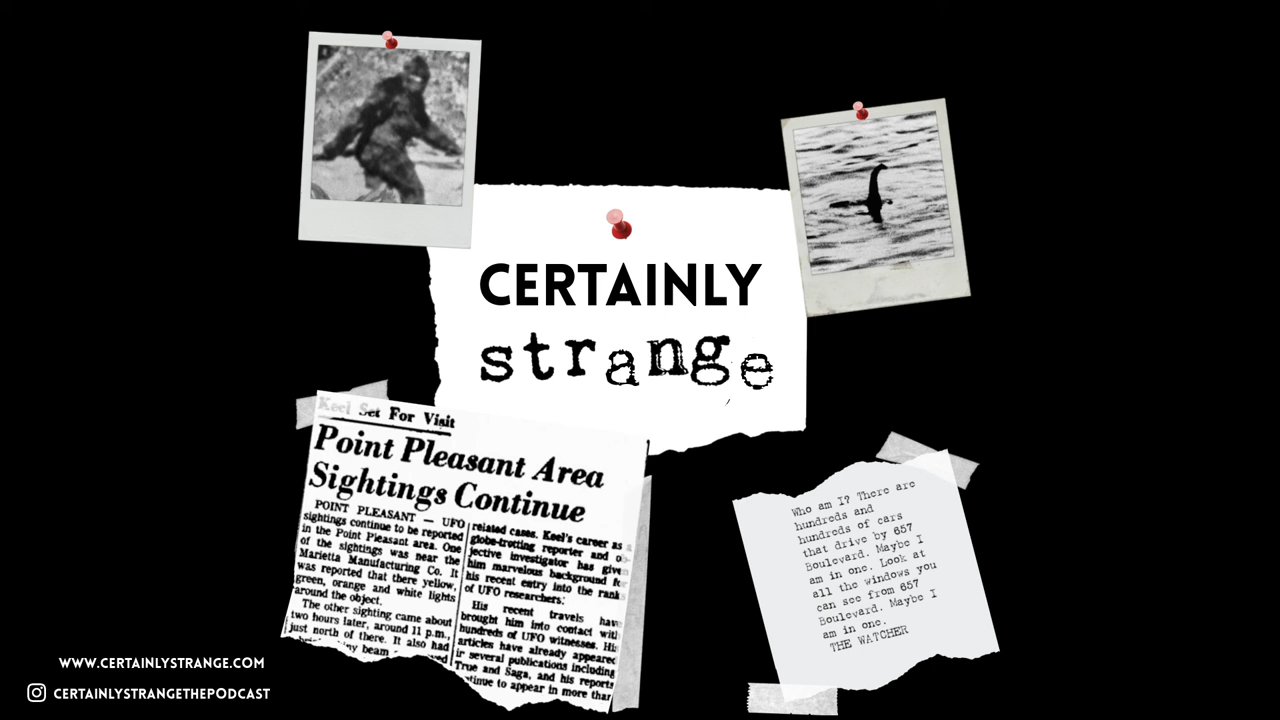 CERTAINLY
strange
Keel Set For Visit
Point Pleasant Area
Sightings Continue
POINT PLEASANT — UFO
sightings continue to be reported
in the Point Pleasant area. One
of the sightings was near the
Marietta Manufacturing Co. It
was reported that there yellow,
green, orange and white lights
around the object.
The other sighting came about
two hours later, around 11 p.m.,
just north of there. It also had
beam
related cases. Keel's career as
globe-trotting reporter and
jective investigator has given
him marvelous background
his recent entry into the
of UFO researchers.
His recent travels have
brought him into contact with
hundreds of UFO witnesses. His
articles have already appeared
several publications including
True and Saga, and his reports
to appear in more than
Who am I? There are
hundreds and
hundreds of cars
that drive by 657
Boulevard. Maybe I
am in one. Look at
all the windows you
can see from 657
Boulevard. Maybe I
am in one.
THE WATCHER
WWW.CERTAINLYSTRANGE.COM
CERTAINLYSTRANGETHEPODCAST